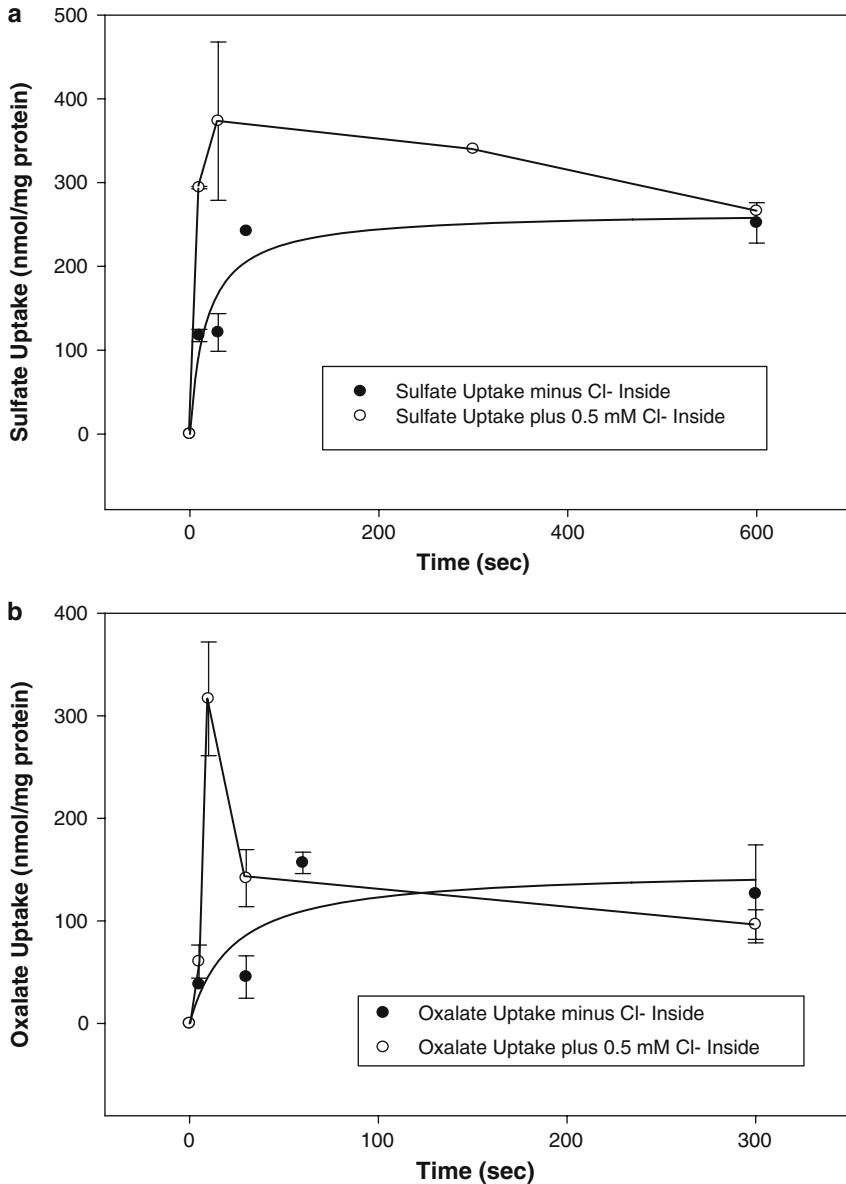 a
500
400
300
200
100
0
Sulfate Uptake (nmol/mg protein)
Sulfate Uptake minus Cl- Inside
Sulfate Uptake plus 0.5 mM Cl- Inside
0 200 400 600
Time (sec)
b
400
300
200
100
0
Oxalate Uptake (nmol/mg protein)
Oxalate Uptake minus Cl- Inside
Oxalate Uptake plus 0.5 mM Cl- Inside
0 100 200 300
Time (sec)